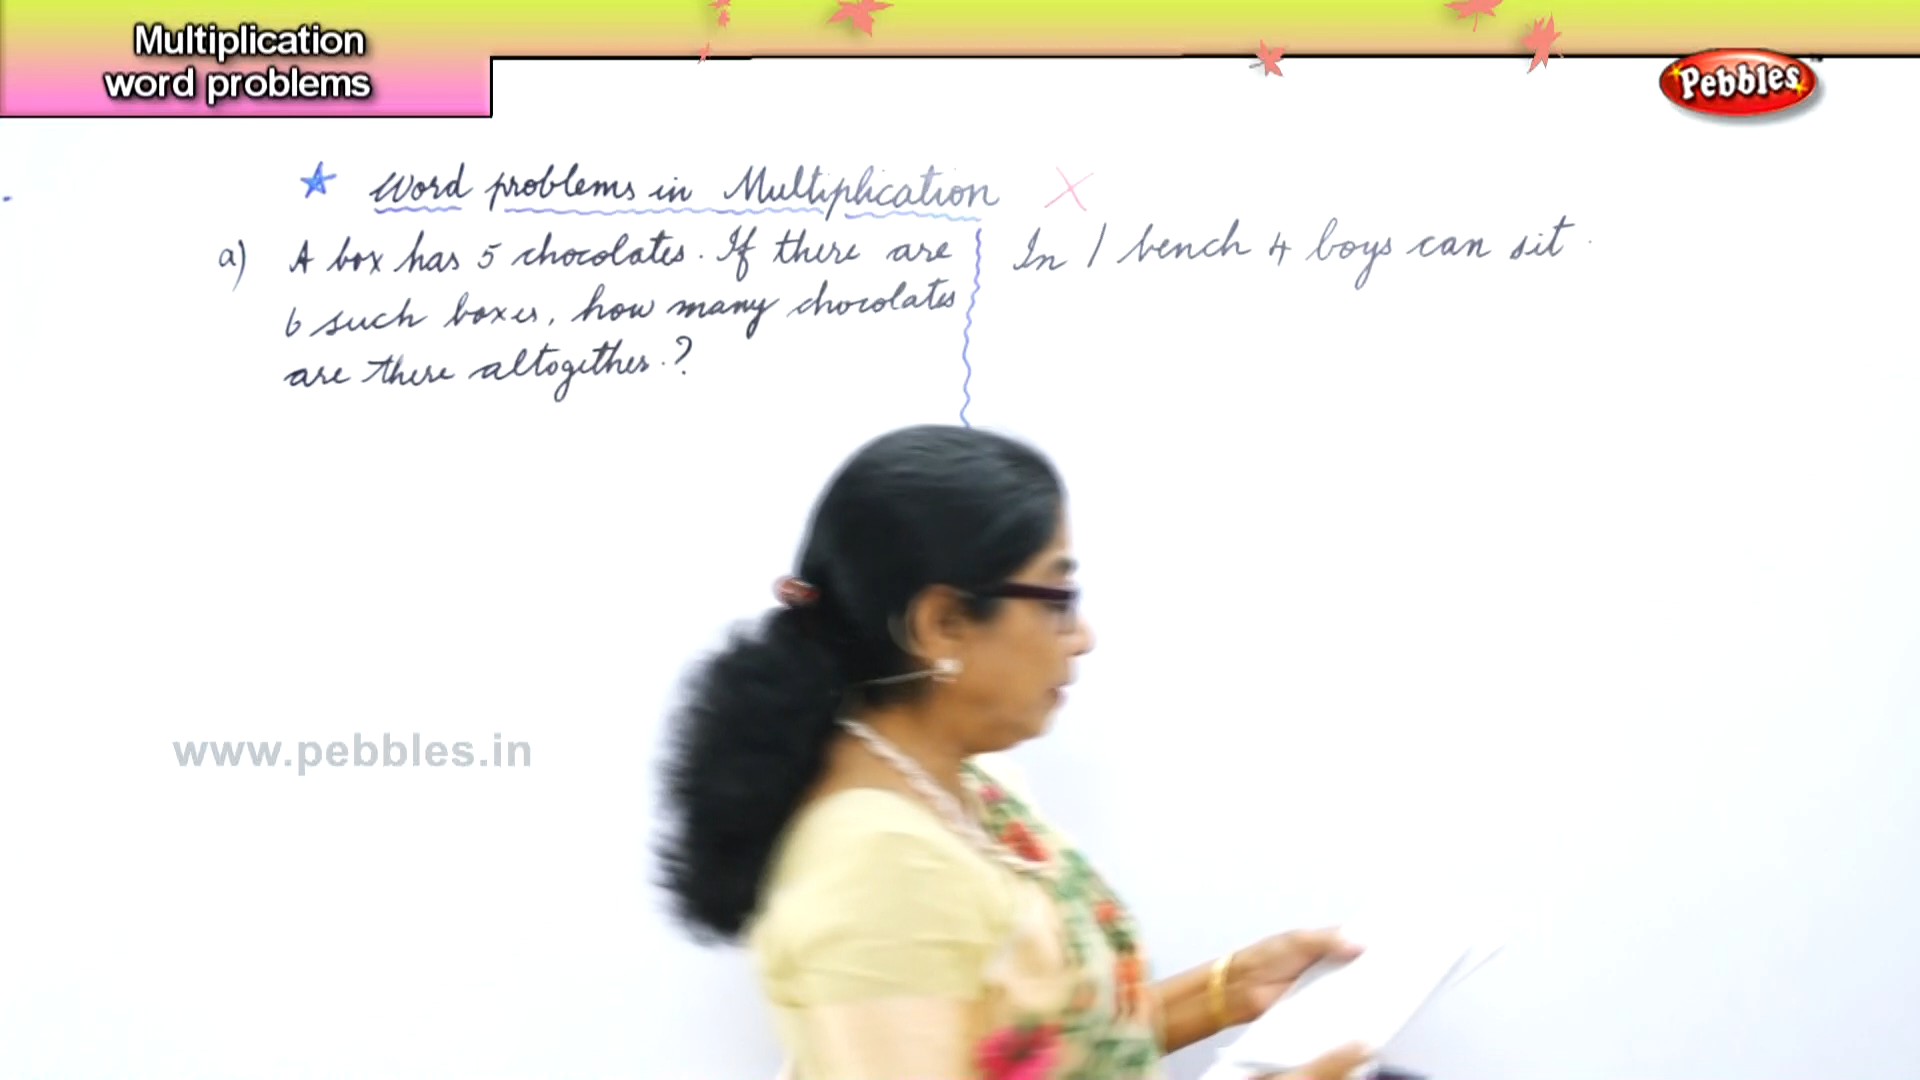 Multiplication
word problems
Pebbles
★ Word problems in Multiplication ×
a) A box has 5 chocolates. If there are
6 such boxes, how many chocolates
are there altogether.?
In 1 bench 4 boys can sit.
www.pebbles.in